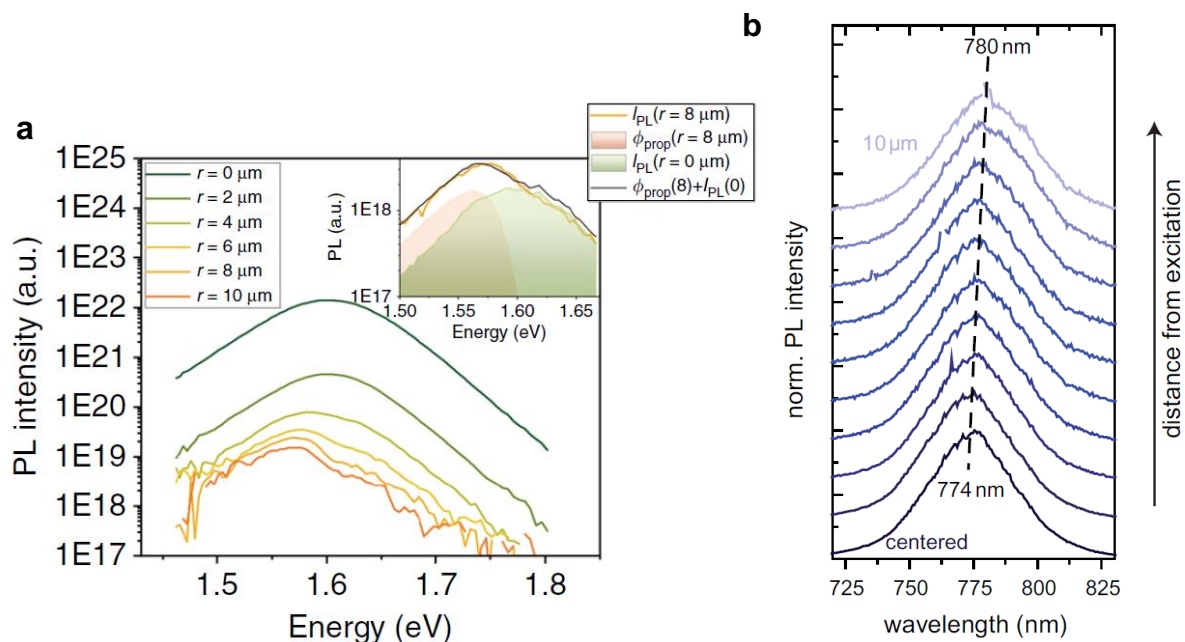 a
1E25
1E24
1E23
1E22
1E21
1E20
1E19
1E18
1E17
PL intensity (a.u.)
r = 0 μm
r = 2 μm
r = 4 μm
r = 6 μm
r = 8 μm
r = 10 μm
1.5
1.6
1.7
1.8
Energy (eV)
PL (a.u.)
1E18
1E17
1.50
1.55
1.60
1.65
Energy (eV)
I_PL(r = 8 μm)
ϕ_prop(r = 8 μm)
I_PL(r = 0 μm)
ϕ_prop(8)+I_PL(0)
b
780 nm
10 μm
774 nm
centered
norm. PL intensity
725
750
775
800
825
wavelength (nm)
distance from excitation